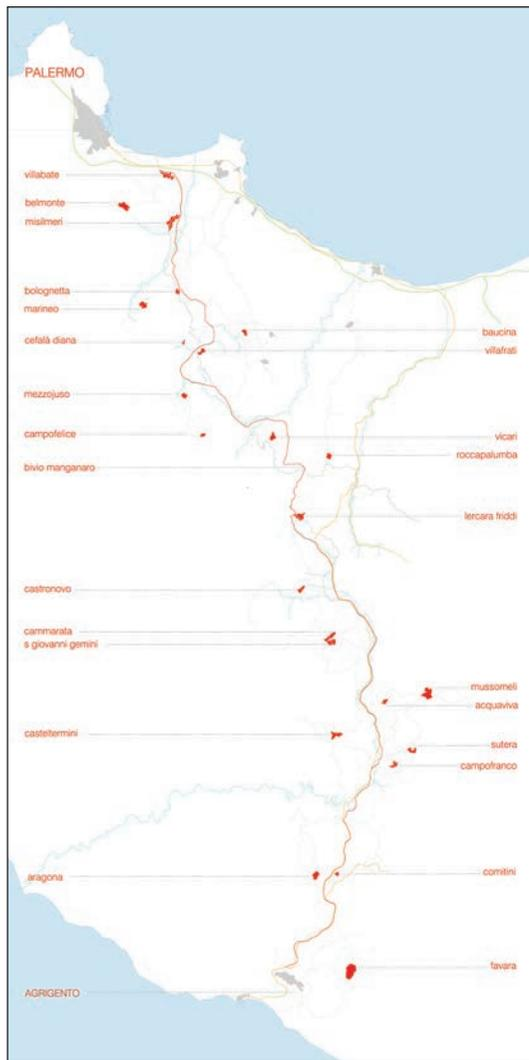 PALERMO
villabate
belmonte
misilmeri
bolognetta
marineo
baucina
cefalà diana
villafrati
mezzojuso
campofelice
vicari
roccapalumba
bivio manganaro
lercara friddi
castronovo
cammarata
s giovanni gemini
mussomeli
acquaviva
casteltermini
sutera
campofranco
aragona
comitini
favara
AGRIGENTO